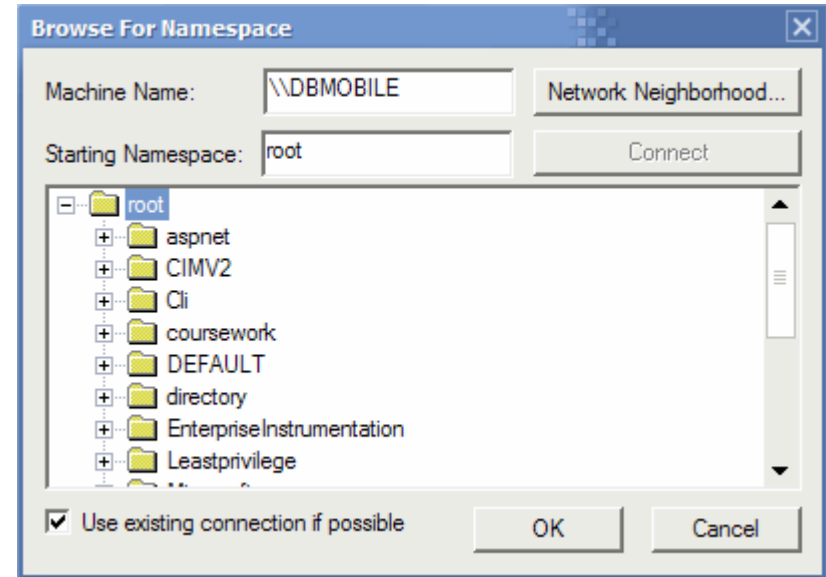 Browse For Namespace
Machine Name: \\DBMOBILE Network Neighborhood...
Starting Namespace: root Connect
root
aspnet
CIMV2
Cli
coursework
DEFAULT
directory
EnterpriseInstrumentation
Leastprivilege
Use existing connection if possible OK Cancel